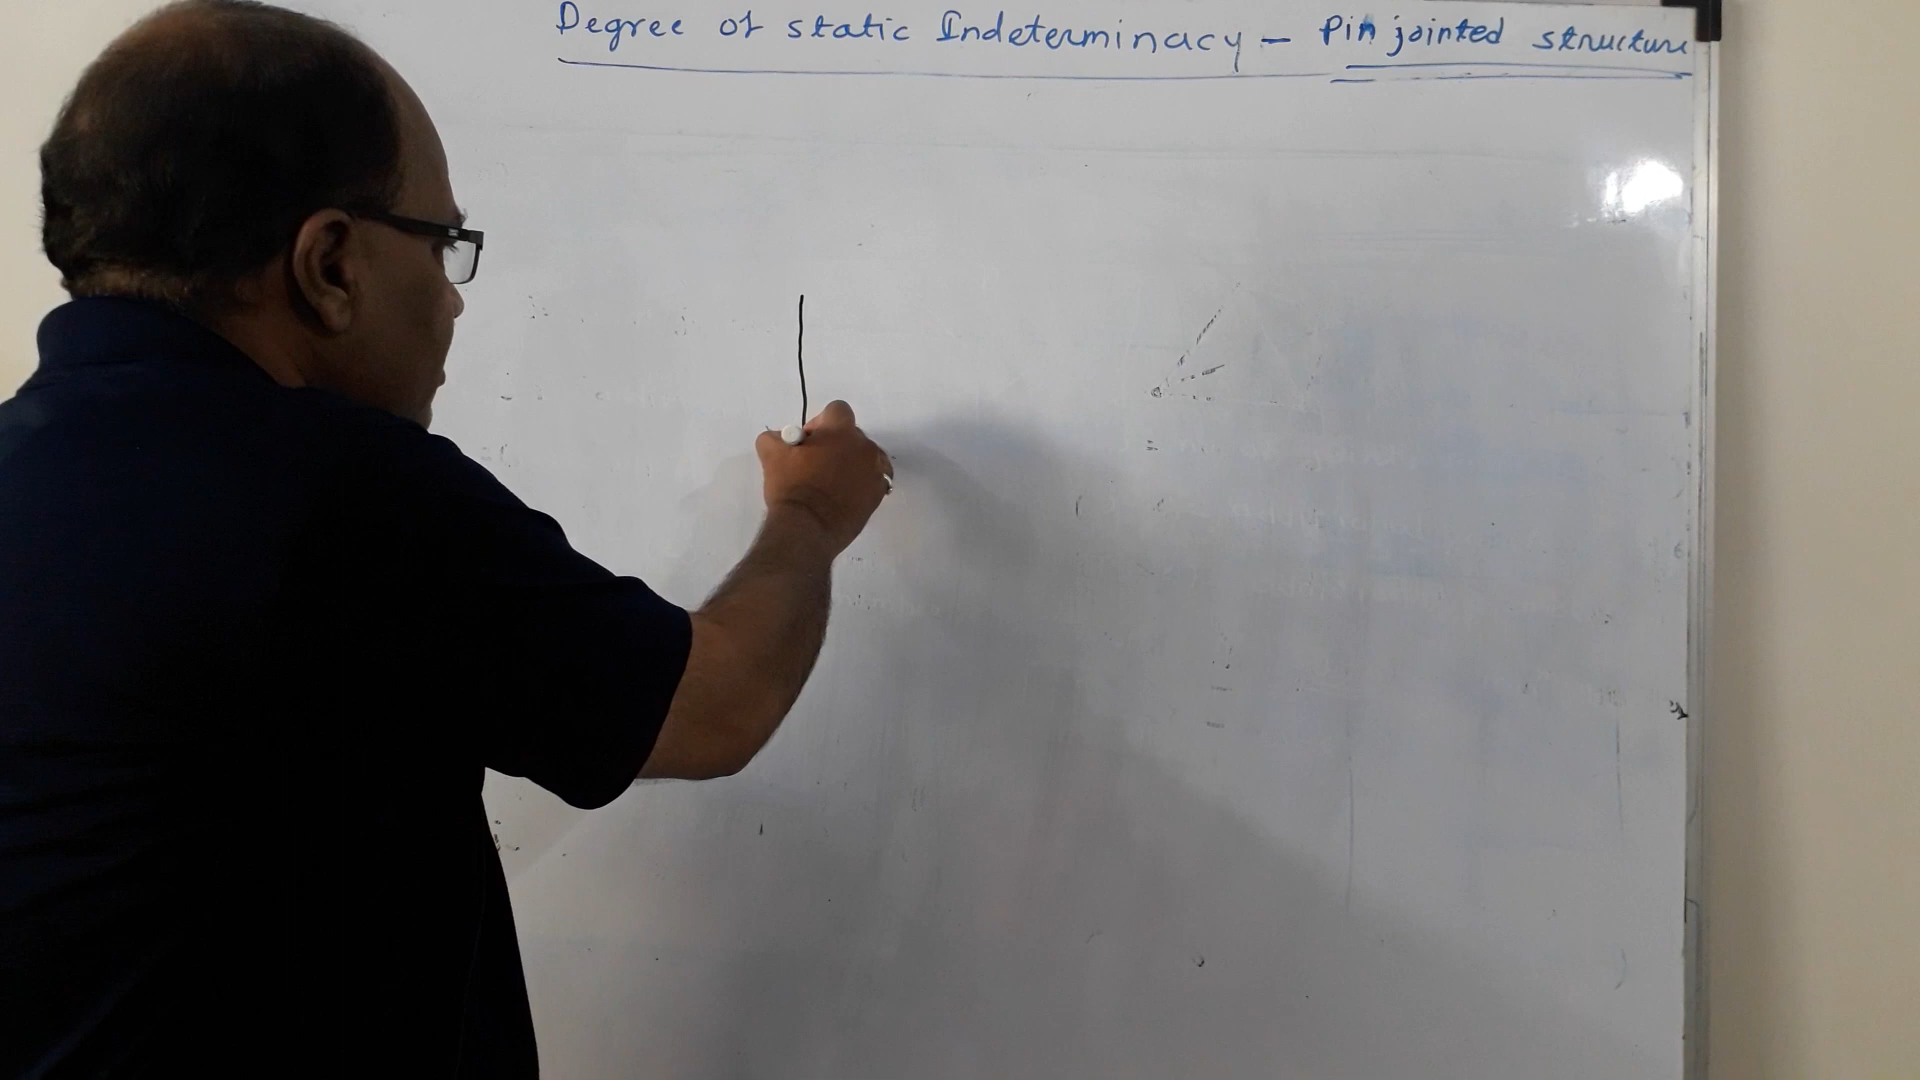 Degree of static Indeterminacy - Pin jointed structure